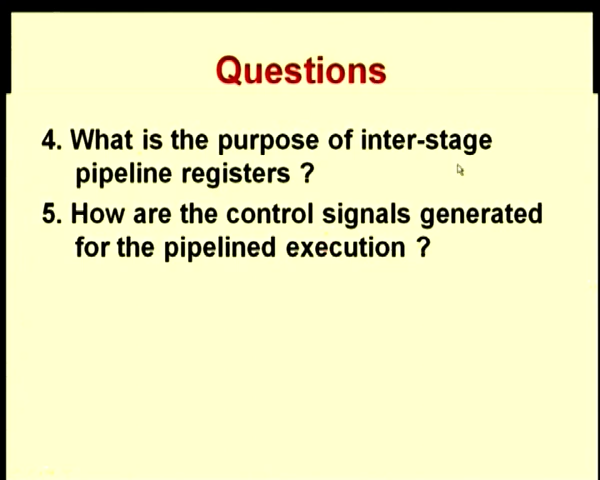 Questions
4. What is the purpose of inter-stage
pipeline registers ?
5. How are the control signals generated
for the pipelined execution ?